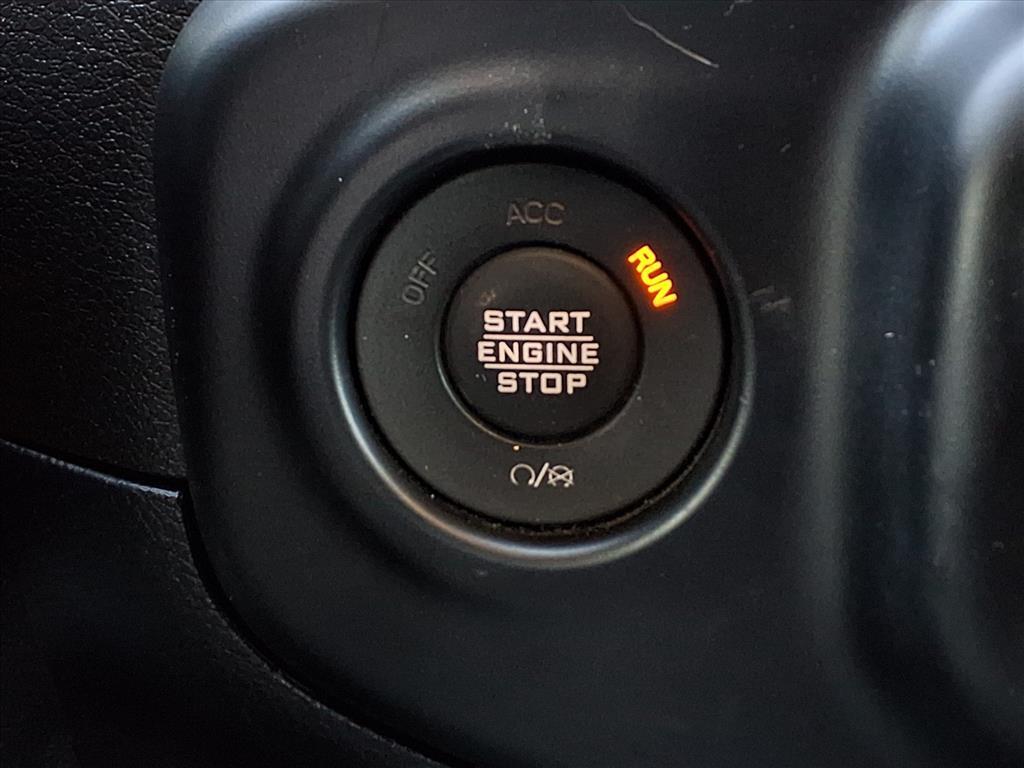 ACC
OFF
RUN
START
ENGINE
STOP